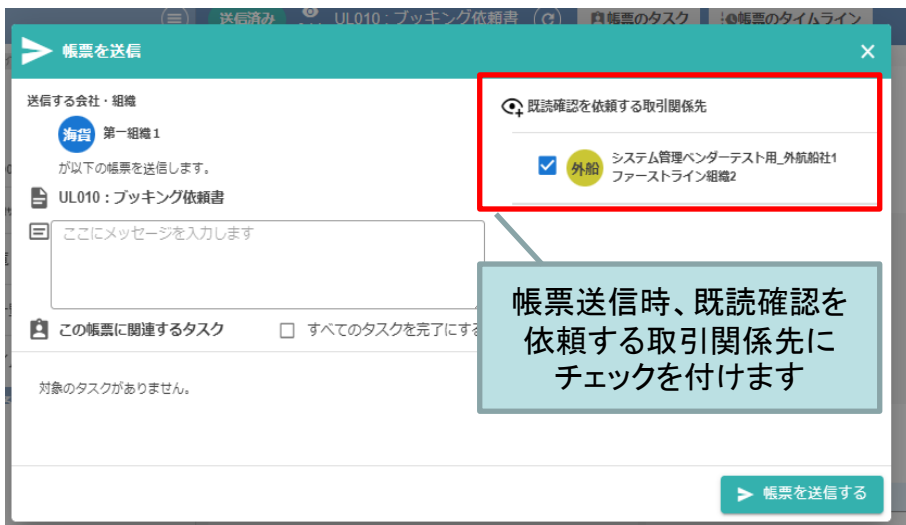 送信済み
UL010：ブッキング依頼書
帳票のタスク
帳票のタイムライン
帳票を送信
送信する会社・組織
海貨
第一組織1
が以下の帳票を送信します。
UL010：ブッキング依頼書
ここにメッセージを入力します
この帳票に関連するタスク
すべてのタスクを完了にする
対象のタスクがありません。
既読確認を依頼する取引関係先
外船
システム管理ベンダーテスト用_外航船社1
ファーストライン組織2
帳票送信時、既読確認を
依頼する取引関係先に
チェックを付けます
帳票を送信する